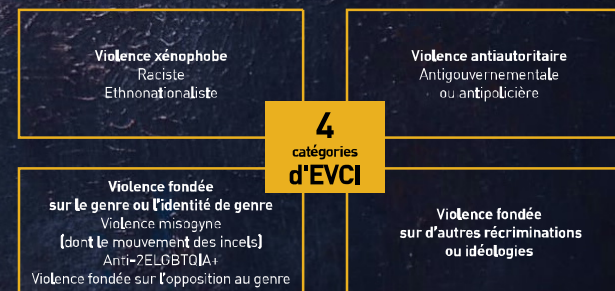 Violence xénophobe
Raciste
Ethnonationaliste
Violence antiautoritaire
Antigouvernementale
ou antipolicière
4
catégories
d'EVCI
Violence fondée
sur le genre ou l'identité de genre
Violence misogyne
(dont le mouvement des incels)
Anti-2ELGBTQIA+
Violence fondée sur l'opposition au genre
Violence fondée
sur d'autres récriminations
ou idéologies